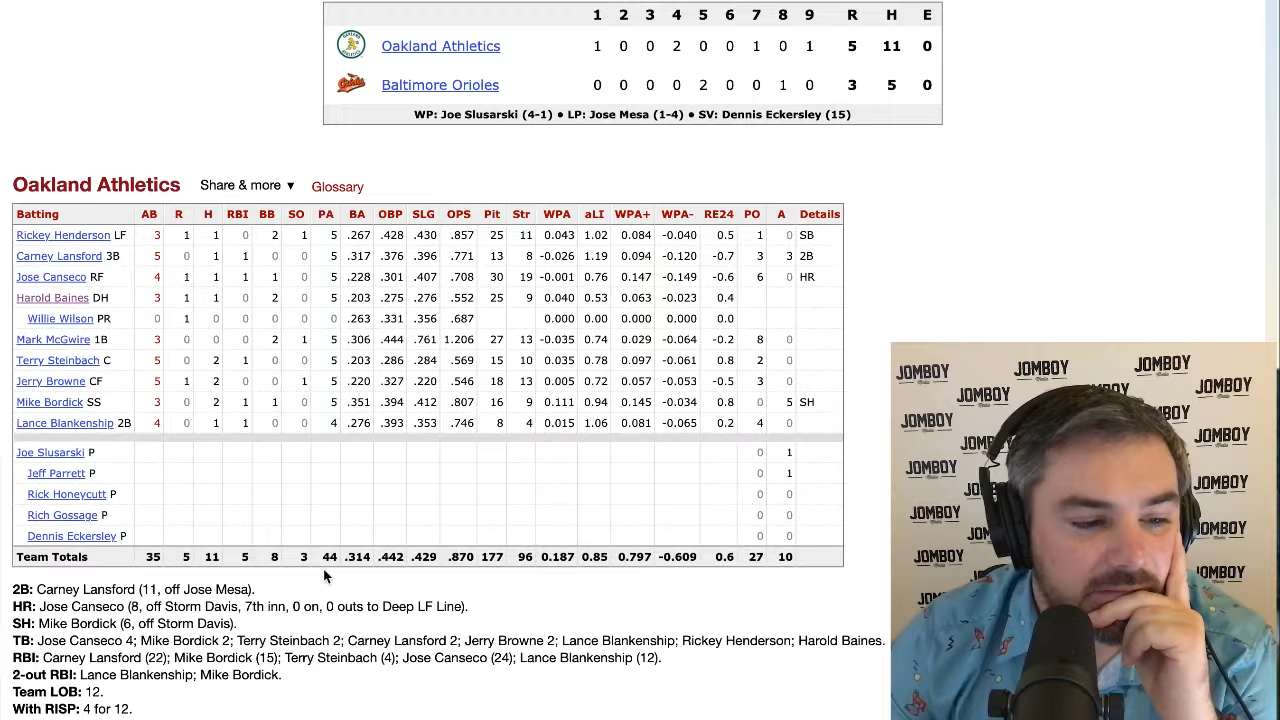 1 2 3 4 5 6 7 8 9 R H E
Oakland Athletics 1 0 0 2 0 0 1 0 1 5 11 0
Baltimore Orioles 0 0 0 0 2 0 0 1 0 3 5 0
WP: Joe Slusarski (4-1) • LP: Jose Mesa (1-4) • SV: Dennis Eckersley (15)
Oakland Athletics Share & more ▼ Glossary
Batting AB R H RBI BB SO PA BA OBP SLG OPS Pit Str WPA aLI WPA+ WPA- RE24 PO A Details
Rickey Henderson LF 3 1 1 0 2 1 5 .267 .428 .430 .857 25 11 0.043 1.02 0.084 -0.040 0.5 1 0 SB
Carney Lansford 3B 5 0 1 1 0 0 5 .317 .376 .396 .771 13 8 -0.026 1.19 0.094 -0.120 -0.7 3 3 2B
Jose Canseco RF 4 1 1 1 1 0 5 .228 .301 .407 .708 30 19 -0.001 0.76 0.147 -0.149 -0.6 6 0 HR
Harold Baines DH 3 1 1 0 2 0 5 .203 .275 .276 .552 25 9 0.040 0.53 0.063 -0.023 0.4
Willie Wilson PR 0 1 0 0 0 0 0 .263 .331 .356 .687 0.000 0.00 0.000 0.000 0.0
Mark McGwire 1B 3 0 0 0 2 1 5 .306 .444 .761 1.206 27 13 -0.035 0.74 0.029 -0.064 -0.2 8 0
Terry Steinbach C 5 0 2 1 0 0 5 .203 .286 .284 .569 15 10 0.035 0.78 0.097 -0.061 0.8 2 0
Jerry Browne CF 5 1 2 0 0 1 5 .220 .327 .220 .546 18 13 0.005 0.72 0.057 -0.053 -0.5 3 0
Mike Bordick SS 3 0 2 1 1 0 5 .351 .394 .412 .807 16 9 0.111 0.94 0.145 -0.034 0.8 0 5 SH
Lance Blankenship 2B 4 0 1 1 0 0 4 .276 .393 .353 .746 8 4 0.015 1.06 0.081 -0.065 0.2 4 0
Joe Slusarski P 0 1
Jeff Parrett P 0 1
Rick Honeycutt P 0 0
Rich Gossage P 0 0
Dennis Eckersley P 0 0
Team Totals 35 5 11 5 8 3 44 .314 .442 .429 .870 177 96 0.187 0.85 0.797 -0.609 0.6 27 10
2B: Carney Lansford (11, off Jose Mesa).
HR: Jose Canseco (8, off Storm Davis, 7th inn, 0 on, 0 outs to Deep LF Line).
SH: Mike Bordick (6, off Storm Davis).
TB: Jose Canseco 4; Mike Bordick 2; Terry Steinbach 2; Carney Lansford 2; Jerry Browne 2; Lance Blankenship; Rickey Henderson; Harold Baines.
RBI: Carney Lansford (22); Mike Bordick (15); Terry Steinbach (4); Jose Canseco (24); Lance Blankenship (12).
2-out RBI: Lance Blankenship; Mike Bordick.
Team LOB: 12.
With RISP: 4 for 12.
JOMBOY
JOMBOY
JOMBOY
JOMBOY
JOMBOY
JOMBOY
JOMBOY
JOMBOY
JOMBOY
JOMBOY
JOMBOY
JOMBOY
JOMBOY